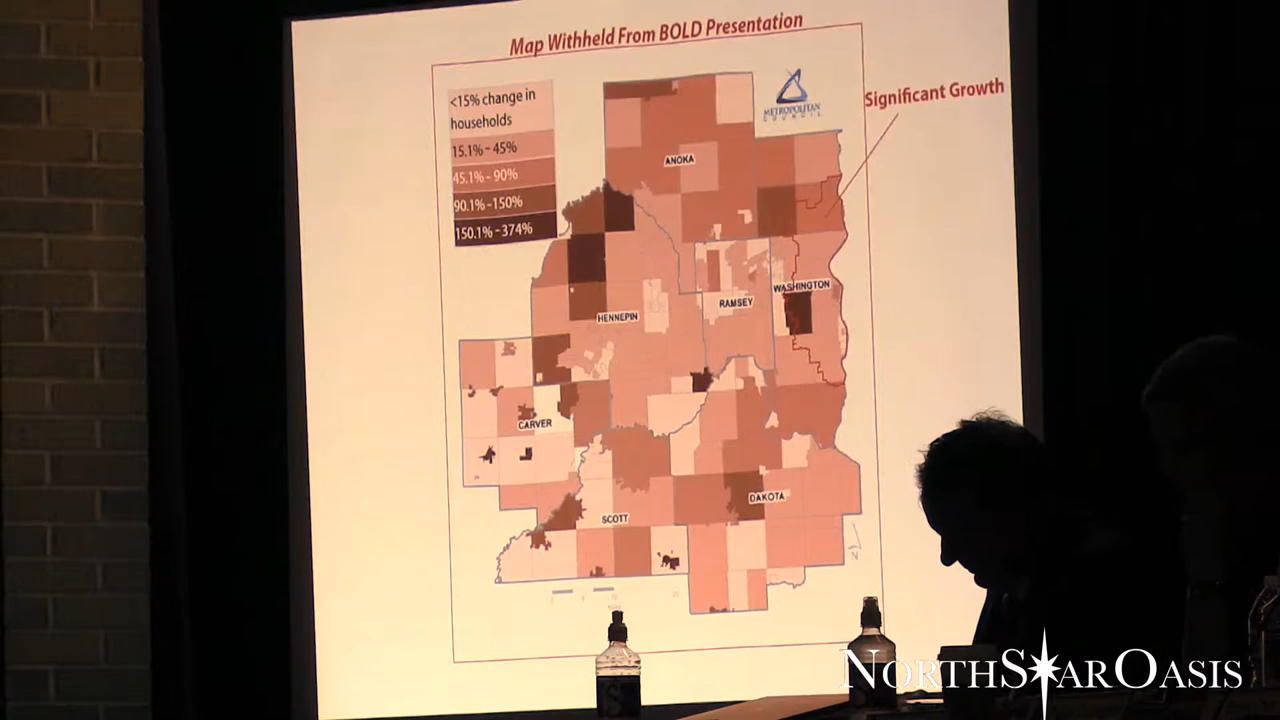 Map Withheld From BOLD Presentation
<15% change in
households
15.1% - 45%
45.1% - 90%
90.1% -150%
150.1% -374%
METROPOLITAN
COUNCIL
Significant Growth
ANOKA
HENNEPIN
RAMSEY
WASHINGTON
CARVER
SCOTT
DAKOTA
N
NORTHSTAROASIS